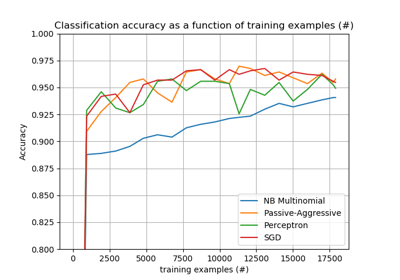 Classification accuracy as a function of training examples (#)
1.000
0.975
0.950
0.925
0.900
0.875
0.850
0.825
0.800
Accuracy
NB Multinomial
Passive-Aggressive
Perceptron
SGD
0 2500 5000 7500 10000 12500 15000 17500
training examples (#)